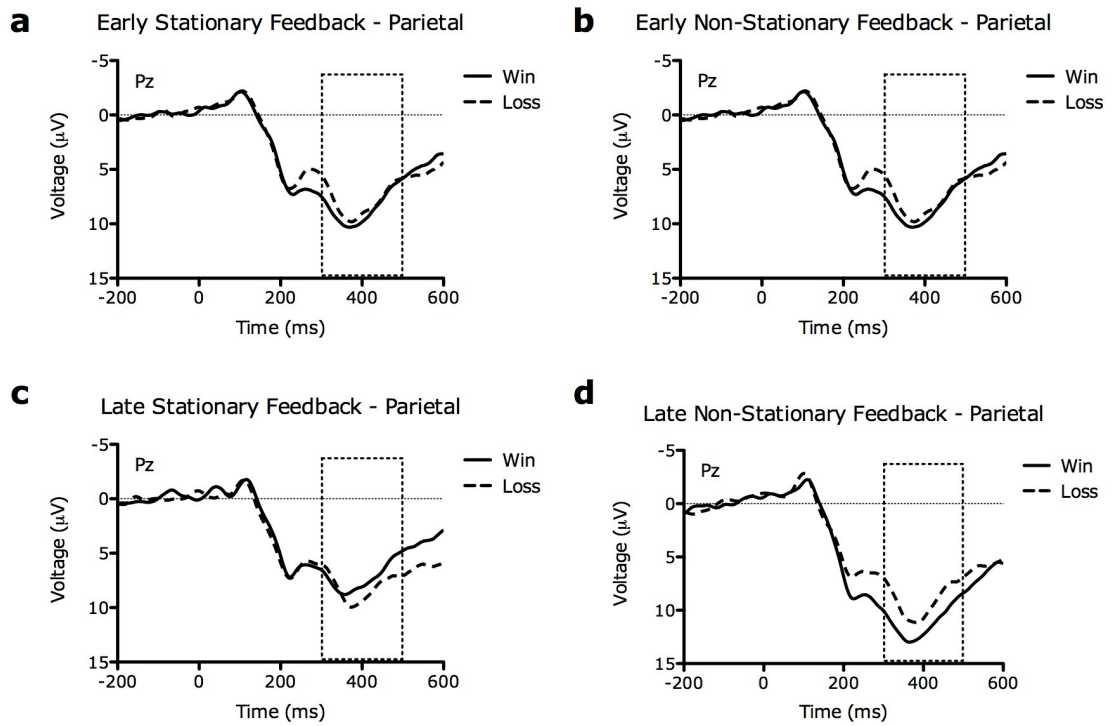 a
Early Stationary Feedback - Parietal
-5
0
5
10
15
Voltage (μV)
Pz
Win
Loss
-200 0 200 400 600
Time (ms)
b
Early Non-Stationary Feedback - Parietal
-5
0
5
10
15
Voltage (μV)
Pz
Win
Loss
-200 0 200 400 600
Time (ms)
c
Late Stationary Feedback - Parietal
-5
0
5
10
15
Voltage (μV)
Pz
Win
Loss
-200 0 200 400 600
Time (ms)
d
Late Non-Stationary Feedback - Parietal
-5
0
5
10
15
Voltage (μV)
Pz
Win
Loss
-200 0 200 400 600
Time (ms)